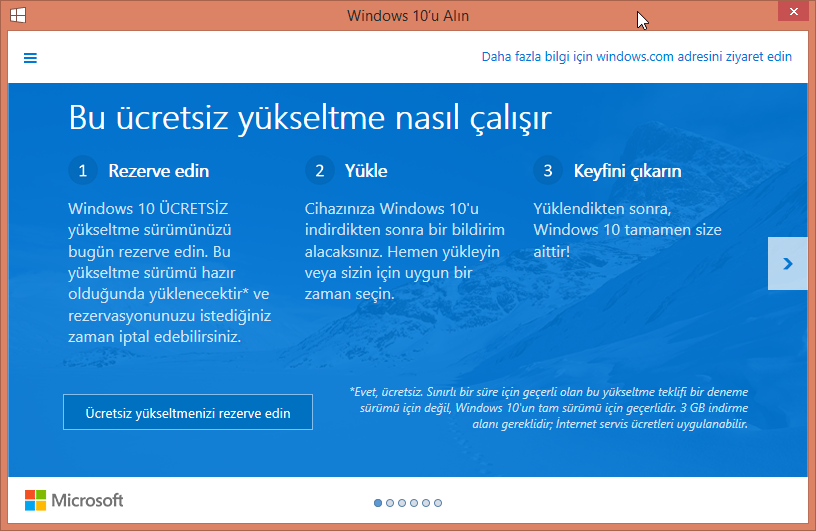 Windows 10'u Alın
Daha fazla bilgi için windows.com adresini ziyaret edin
Bu ücretsiz yükseltme nasıl çalışır
1 Rezerve edin
Windows 10 ÜCRETSİZ
yükseltme sürümünüzü
bugün rezerve edin. Bu
yükseltme sürümü hazır
olduğunda yüklenecektir* ve
rezervasyonunuzu istediğiniz
zaman iptal edebilirsiniz.
2 Yükle
Cihazınıza Windows 10'u
indirdikten sonra bir bildirim
alacaksınız. Hemen yükleyin
veya sizin için uygun bir
zaman seçin.
3 Keyfini çıkarın
Yüklendikten sonra,
Windows 10 tamamen size
aittir!
Ücretsiz yükseltmenizi rezerve edin
*Evet, ücretsiz. Sınırlı bir süre için geçerli olan bu yükseltme teklifi bir deneme
sürümü için değil, Windows 10'un tam sürümü için geçerlidir. 3 GB indirme
alanı gereklidir; İnternet servis ücretleri uygulanabilir.
Microsoft